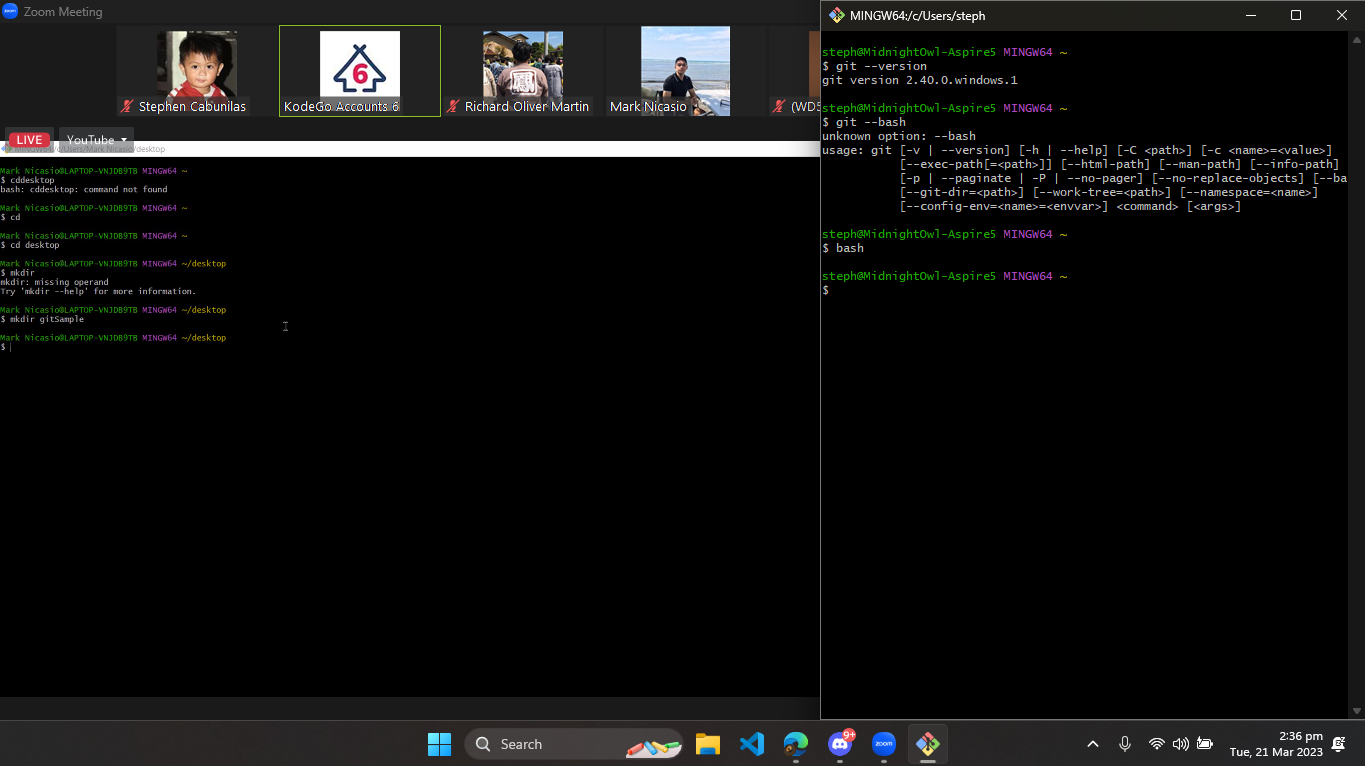 Zoom Meeting
Stephen Cabunilas
6
KodeGo Accounts 6
Richard Oliver Martin
Mark Nicasio
(WD5
LIVE
YouTube
MINGW64:/c/Users/Mark Nicasio/desktop
Mark Nicasio@LAPTOP-VNJDB9TB MINGW64 ~
$ cddesktop
bash: cddesktop: command not found
Mark Nicasio@LAPTOP-VNJDB9TB MINGW64 ~
$ cd
Mark Nicasio@LAPTOP-VNJDB9TB MINGW64 ~
$ cd desktop
Mark Nicasio@LAPTOP-VNJDB9TB MINGW64 ~/desktop
$ mkdir
mkdir: missing operand
Try 'mkdir --help' for more information.
Mark Nicasio@LAPTOP-VNJDB9TB MINGW64 ~/desktop
$ mkdir gitSample
Mark Nicasio@LAPTOP-VNJDB9TB MINGW64 ~/desktop
$
MINGW64:/c/Users/steph
steph@MidnightOwl-Aspire5 MINGW64 ~
$ git --version
git version 2.40.0.windows.1
steph@MidnightOwl-Aspire5 MINGW64 ~
$ git --bash
unknown option: --bash
usage: git [-v | --version] [-h | --help] [-C <path>] [-c <name>=<value>]
[--exec-path[=<path>]] [--html-path] [--man-path] [--info-path]
[-p | --paginate | -P | --no-pager] [--no-replace-objects] [--ba
[--git-dir=<path>] [--work-tree=<path>] [--namespace=<name>]
[--config-env=<name>=<envvar>] <command> [<args>]
steph@MidnightOwl-Aspire5 MINGW64 ~
$ bash
steph@MidnightOwl-Aspire5 MINGW64 ~
$
Search
9+
zoom
2:36 pm
Tue, 21 Mar 2023